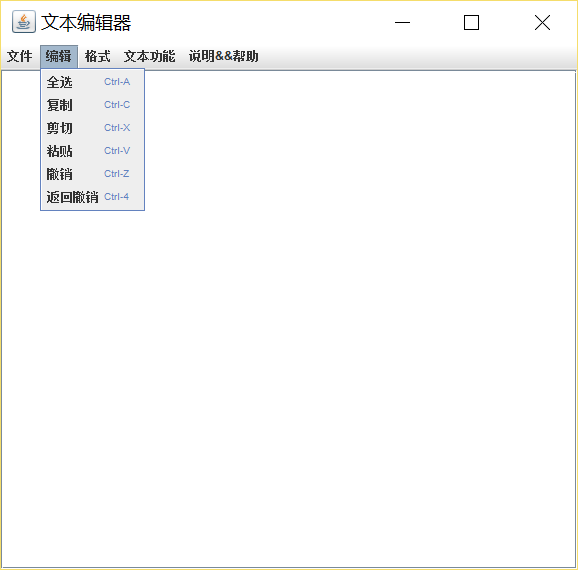 文本编辑器
文件 编辑 格式 文本功能 说明&&帮助
全选 Ctrl-A
复制 Ctrl-C
剪切 Ctrl-X
粘贴 Ctrl-V
撤销 Ctrl-Z
返回撤销 Ctrl-4